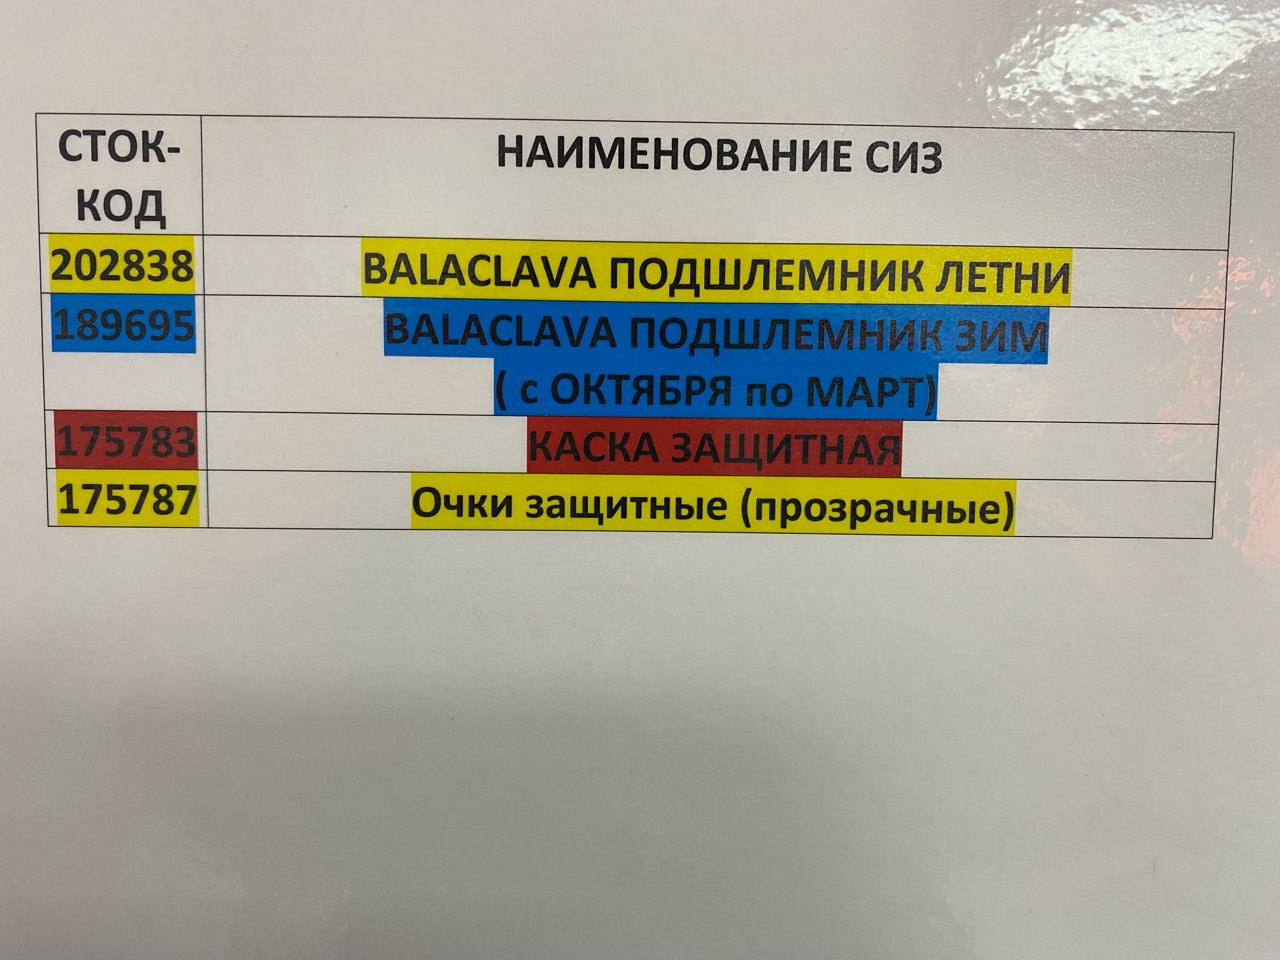 СТОК-
КОД
НАИМЕНОВАНИЕ СИЗ
202838
BALACLAVA ПОДШЛЕМНИК ЛЕТНИ
189695
BALACLAVA ПОДШЛЕМНИК ЗИМ
( с ОКТЯБРЯ по МАРТ)
175783
КАСКА ЗАЩИТНАЯ
175787
Очки защитные (прозрачные)